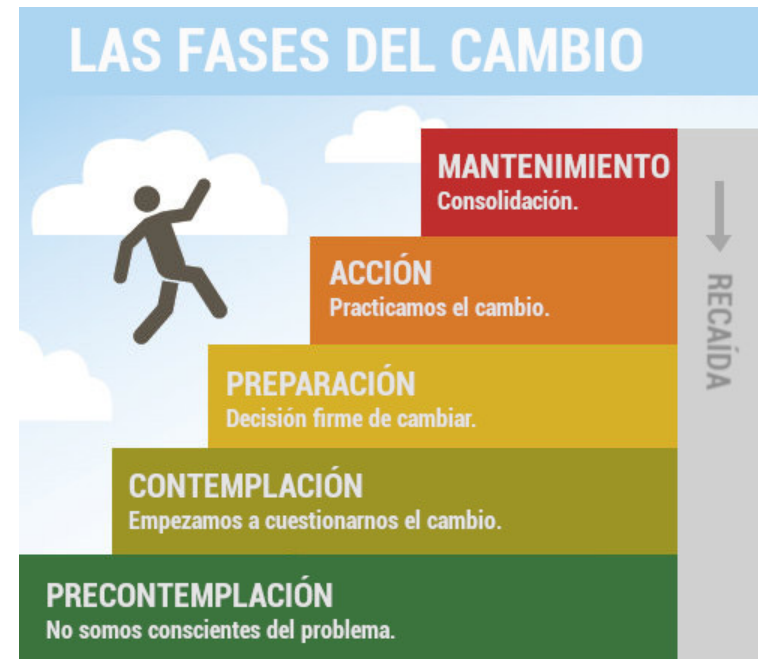 LAS FASES DEL CAMBIO
MANTENIMIENTO
Consolidación.
ACCIÓN
Practicamos el cambio.
RECAÍDA
PREPARACIÓN
Decisión firme de cambiar.
CONTEMPLACIÓN
Empezamos a cuestionarnos el cambio.
PRECONTEMPLACIÓN
No somos conscientes del problema.